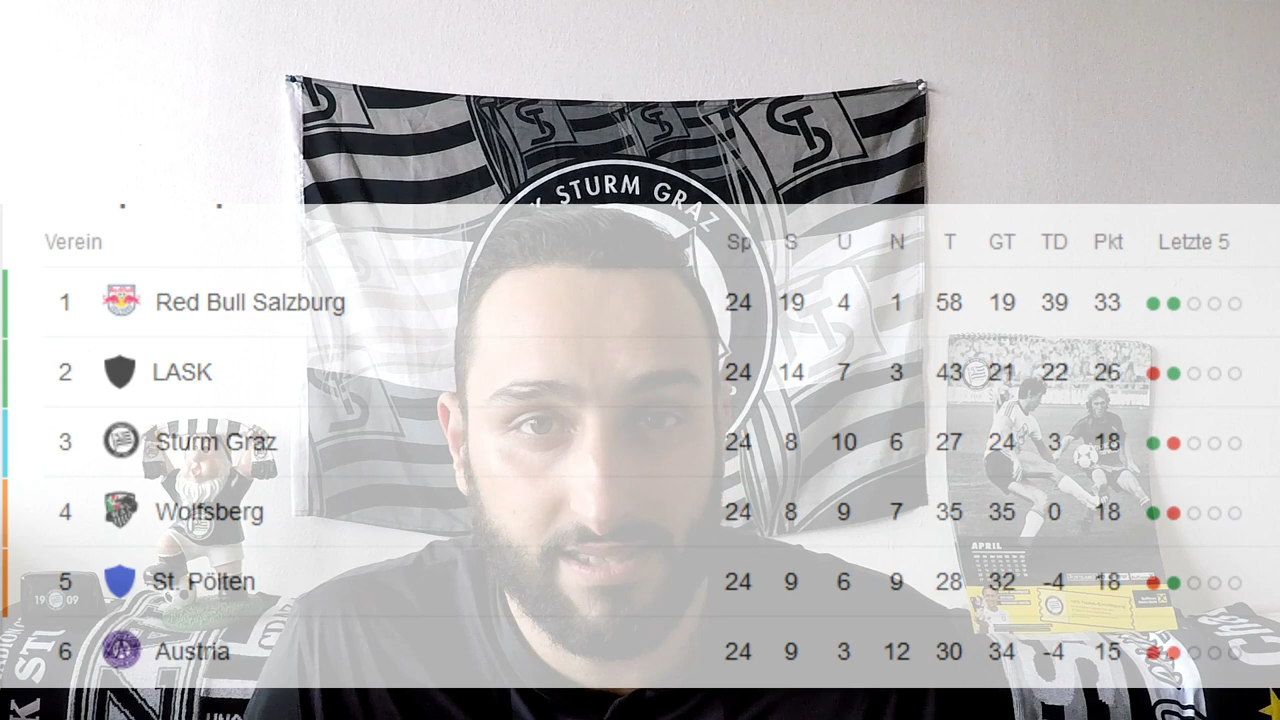 K STURM GRAZ
Verein Sp S U N T GT TD Pkt Letzte 5
1 Red Bull Salzburg 24 19 4 1 58 19 39 33
2 LASK 24 14 7 3 43 21 22 26
3 Sturm Graz 24 8 10 6 27 24 3 18
4 Wolfsberg 24 8 9 7 35 35 0 18
APRIL
5 St. Pölten 24 9 6 9 28 32 -4 18
19 09
6 Austria 24 9 3 12 30 34 -4 15
K STU